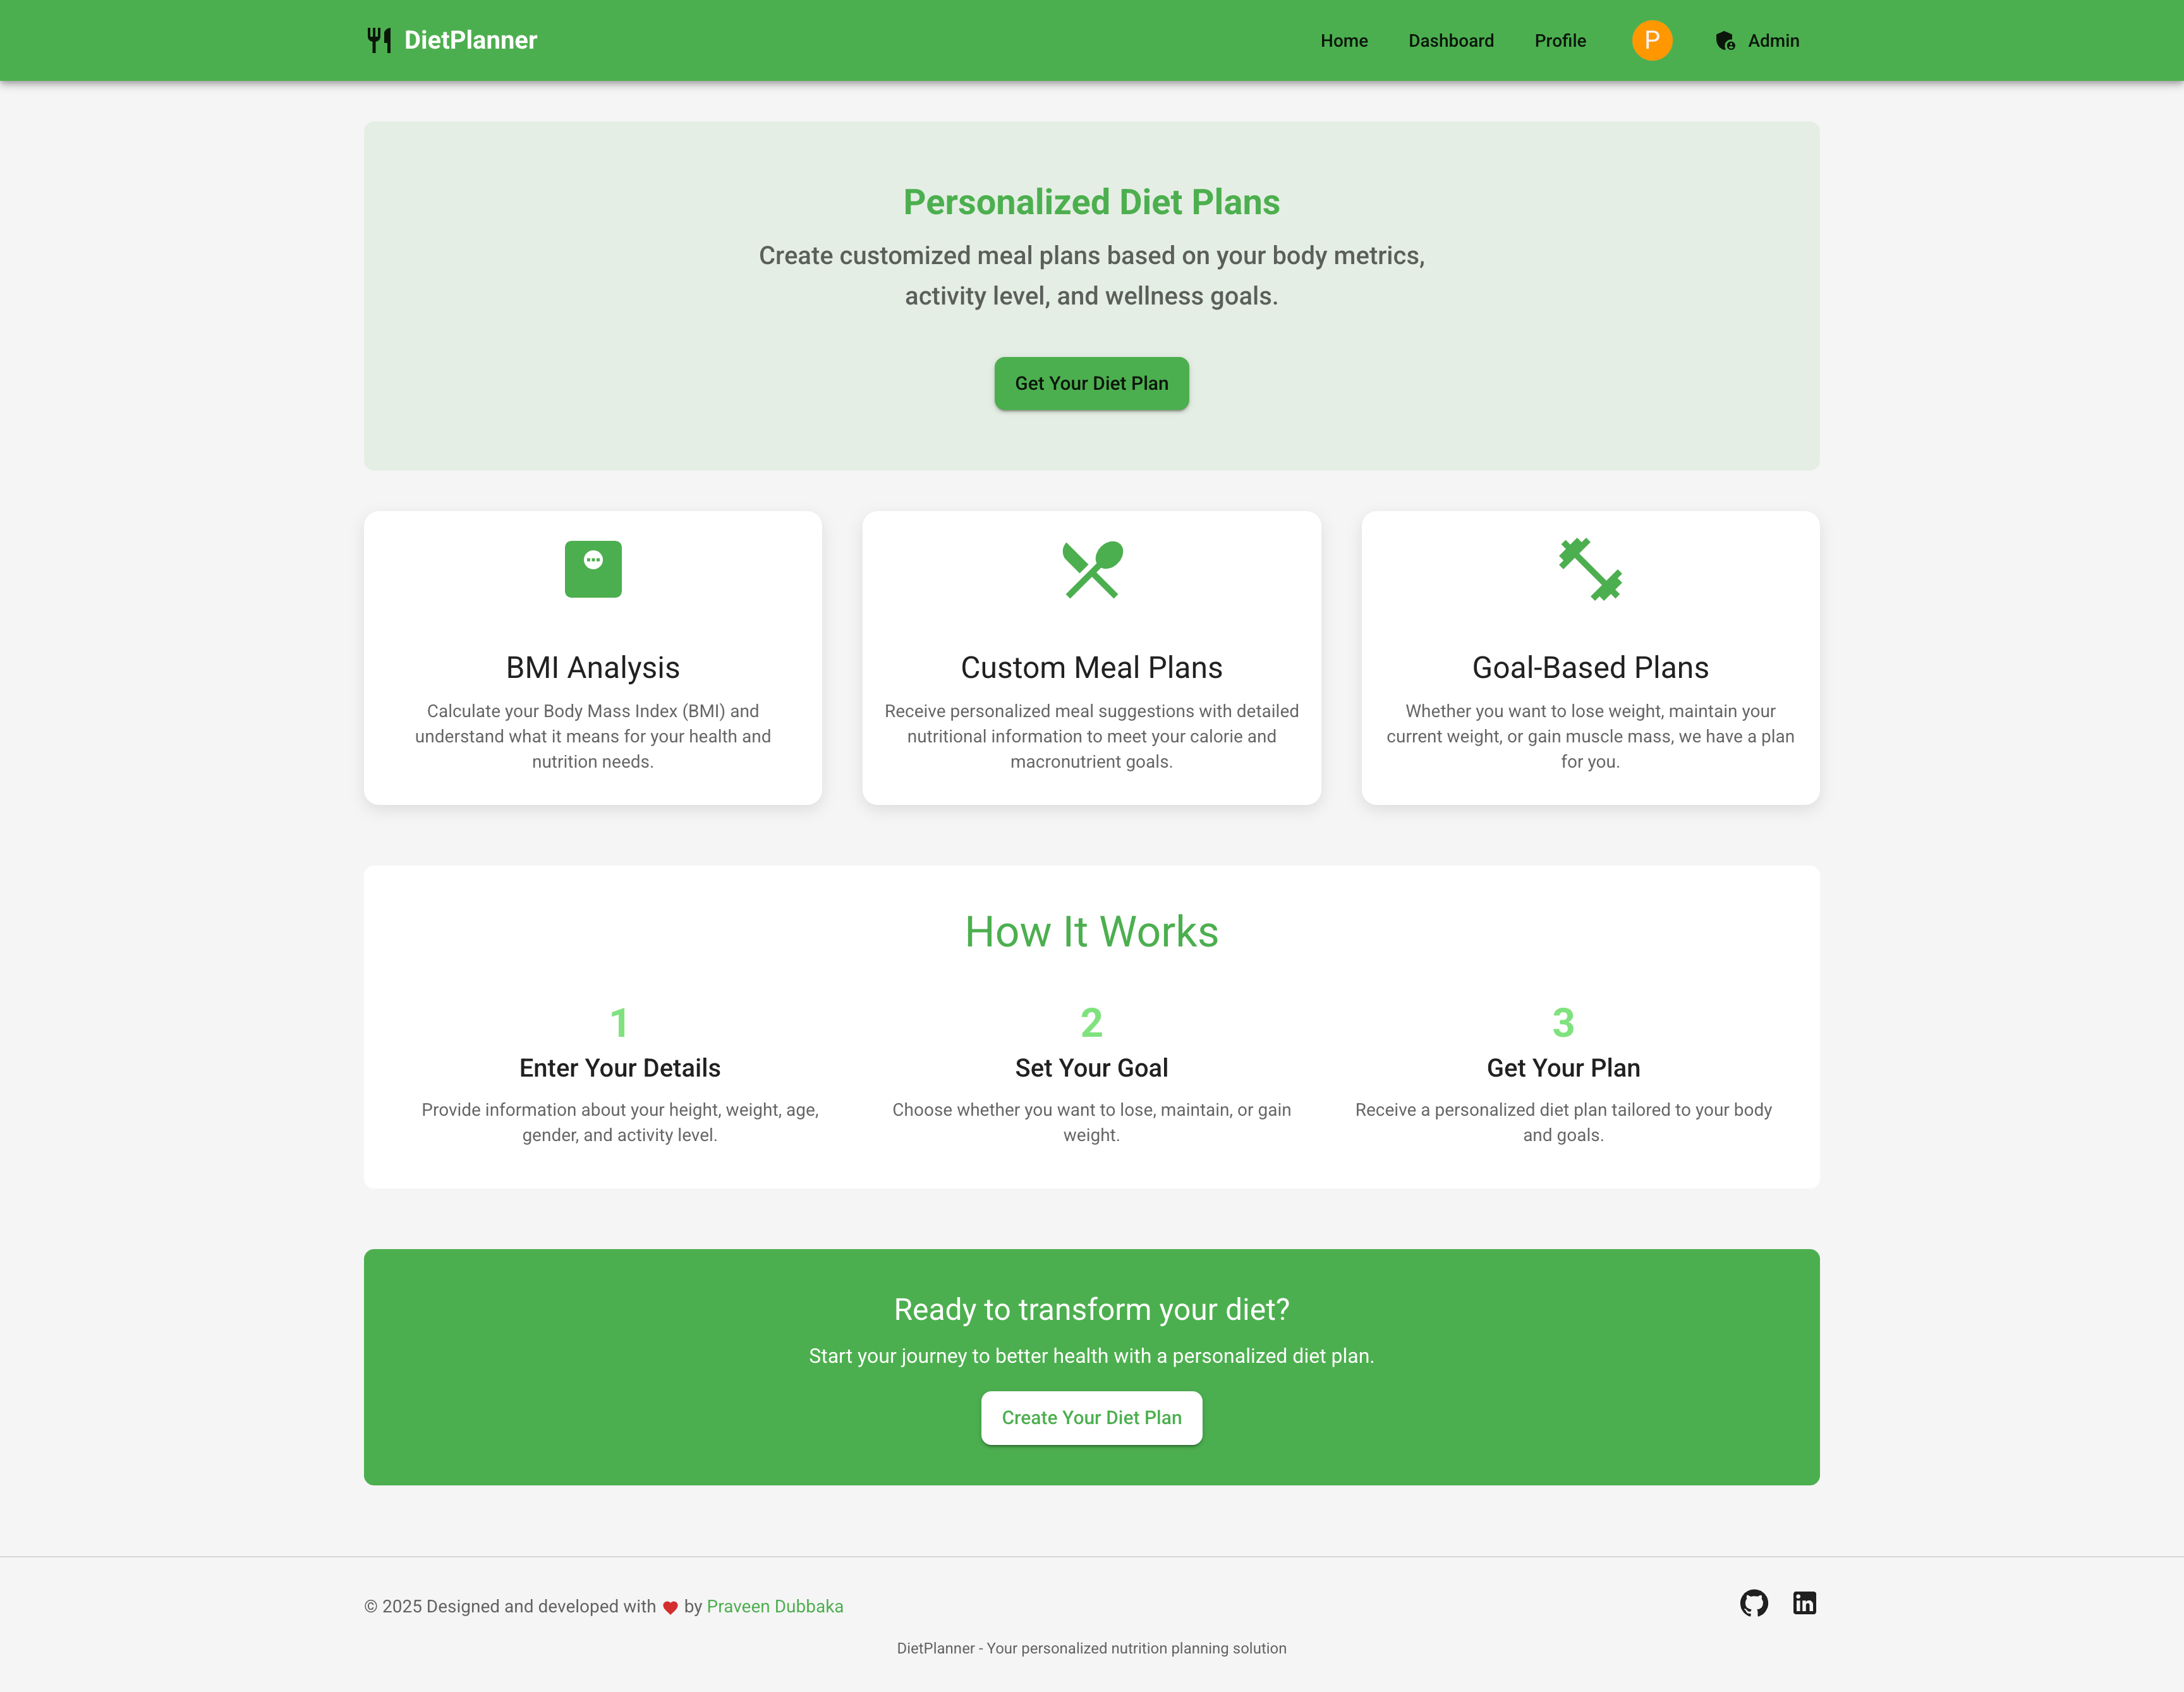 DietPlanner
Home
Dashboard
Profile
P
Admin
Personalized Diet Plans
Create customized meal plans based on your body metrics,
activity level, and wellness goals.
Get Your Diet Plan
BMI Analysis
Calculate your Body Mass Index (BMI) and
understand what it means for your health and
nutrition needs.
Custom Meal Plans
Receive personalized meal suggestions with detailed
nutritional information to meet your calorie and
macronutrient goals.
Goal-Based Plans
Whether you want to lose weight, maintain your
current weight, or gain muscle mass, we have a plan
for you.
How It Works
1
Enter Your Details
Provide information about your height, weight, age,
gender, and activity level.
2
Set Your Goal
Choose whether you want to lose, maintain, or gain
weight.
3
Get Your Plan
Receive a personalized diet plan tailored to your body
and goals.
Ready to transform your diet?
Start your journey to better health with a personalized diet plan.
Create Your Diet Plan
© 2025 Designed and developed with ❤ by Praveen Dubbaka
in
DietPlanner - Your personalized nutrition planning solution